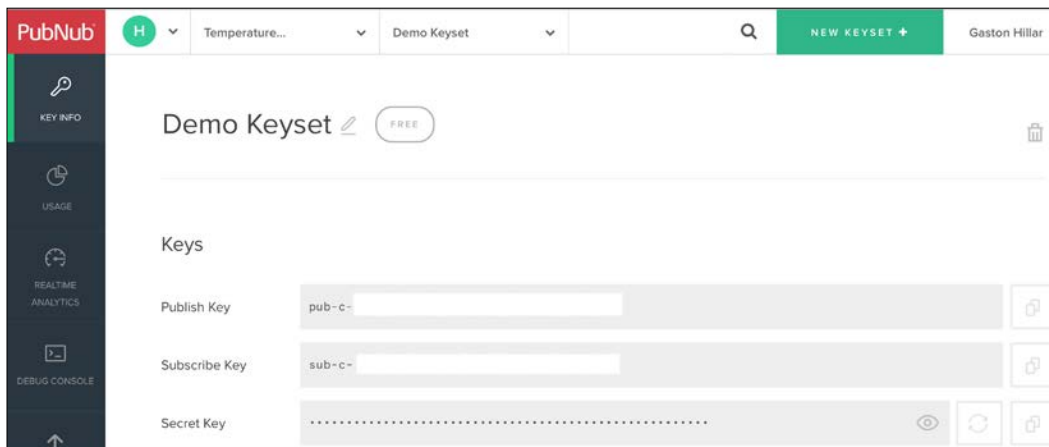 PubNub
H
Temperature...
Demo Keyset
NEW KEYSET +
Gaston Hillar
KEY INFO
Demo Keyset
FREE
USAGE
Keys
REALTIME
ANALYTICS
Publish Key
pub-c-
DEBUG CONSOLE
Subscribe Key
sub-c-
Secret Key